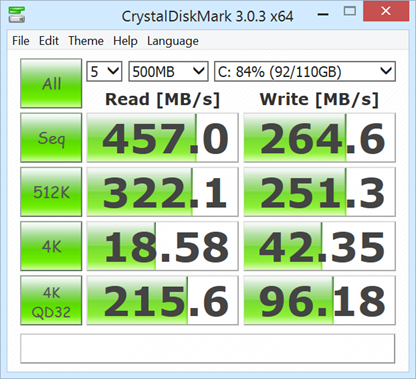 CrystalDiskMark 3.0.3 x64
File Edit Theme Help Language
All 5 500MB C: 84% (92/110GB)
Read [MB/s] Write [MB/s]
Seq 457.0 264.6
512K 322.1 251.3
4K 18.58 42.35
4K QD32 215.6 96.18